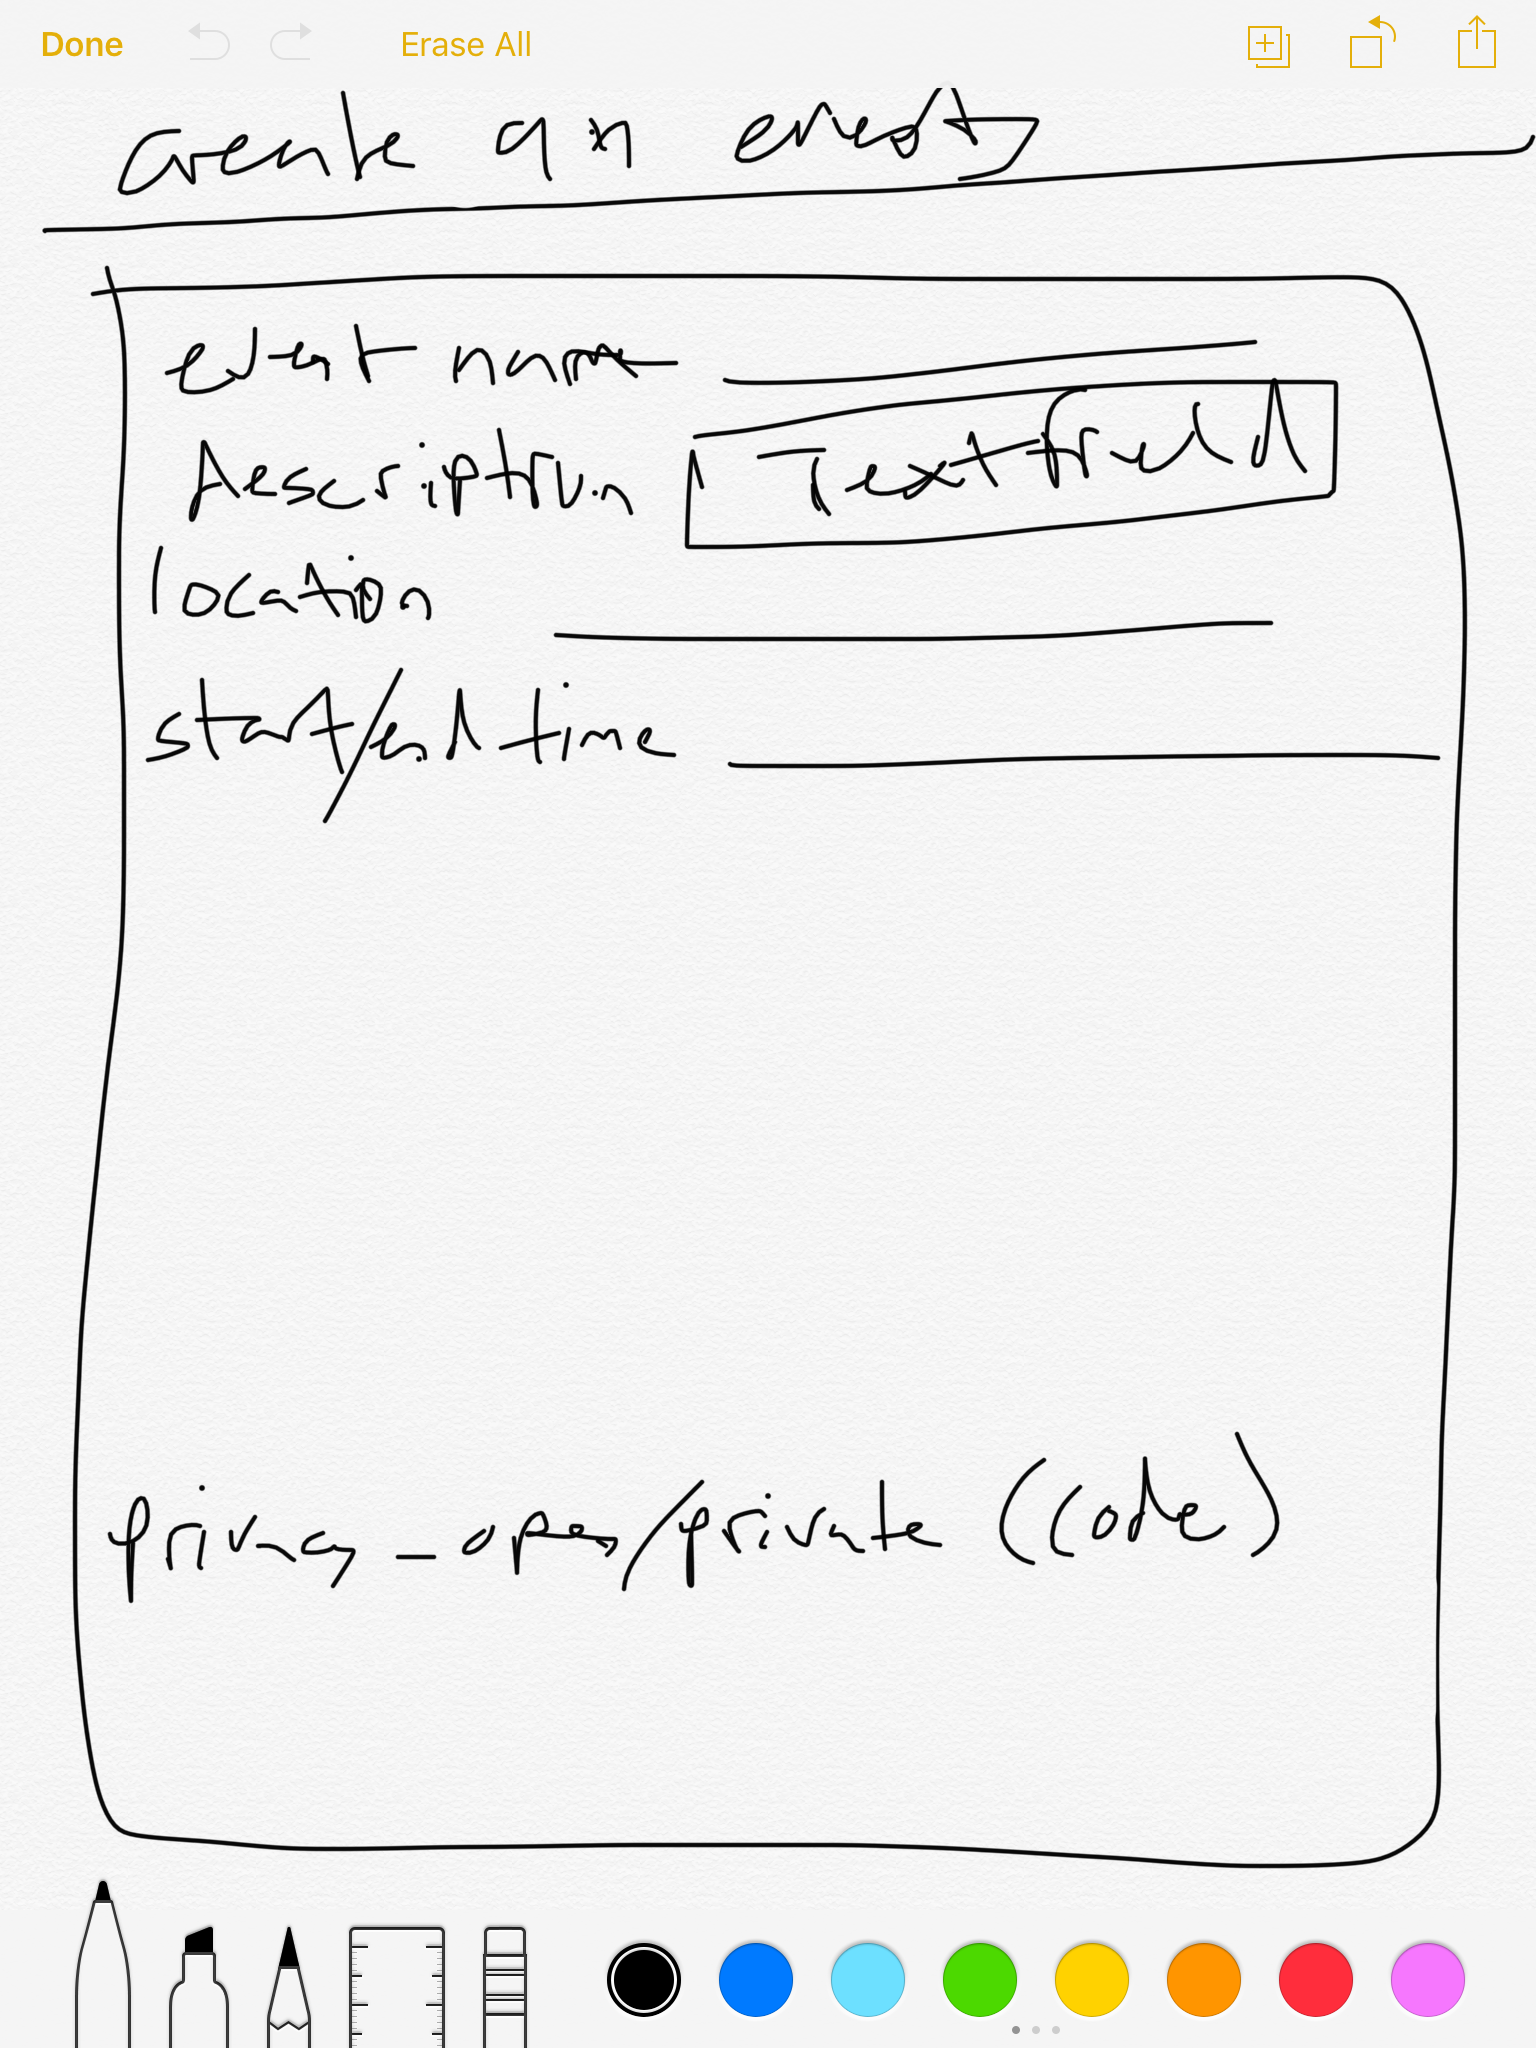 Done Erase All
create an event
event name
description Textfield
location
start/end time
privacy - open/private (code)